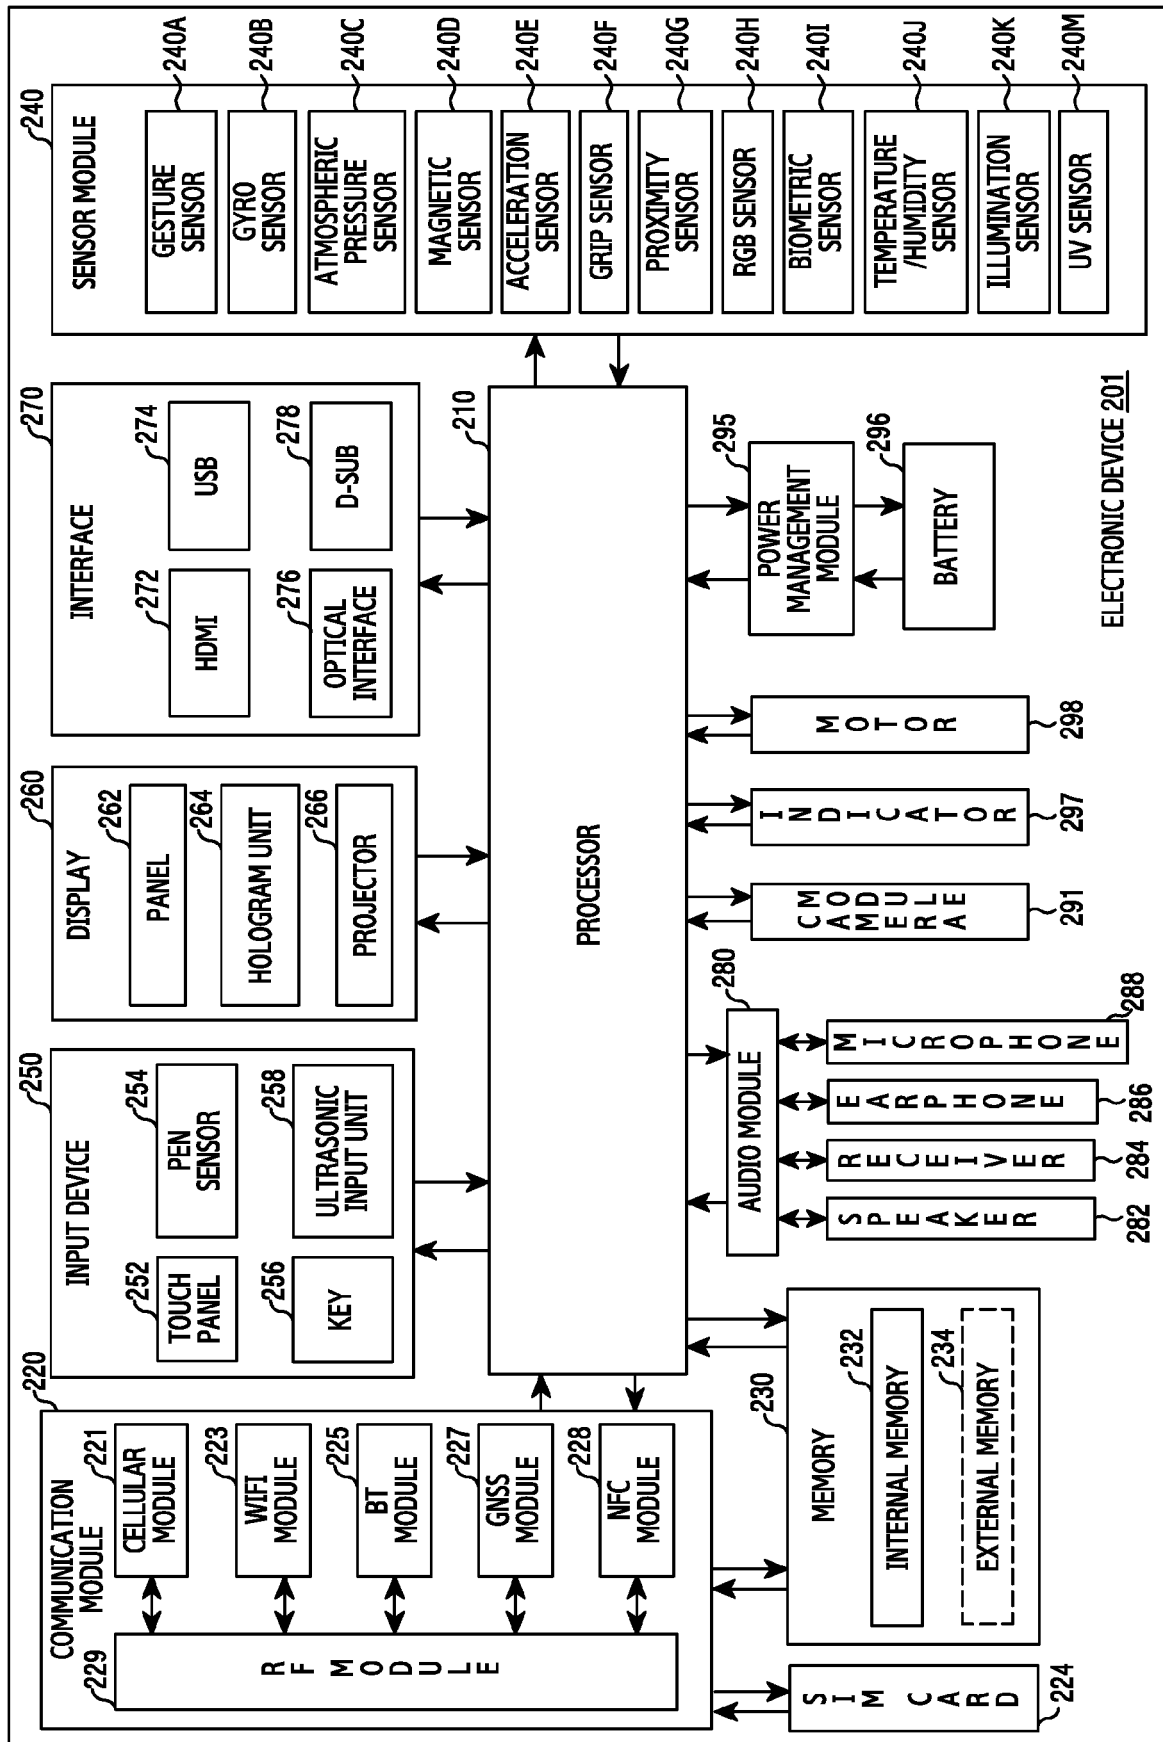 COMMUNICATION
MODULE
220
229
RF MODULE
221
CELLULAR
MODULE
223
WIFI
MODULE
225
BT
MODULE
227
GNSS
MODULE
228
NFC
MODULE
INPUT DEVICE
250
252
TOUCH
PANEL
254
PEN
SENSOR
256
KEY
258
ULTRASONIC
INPUT UNIT
DISPLAY
260
262
PANEL
264
HOLOGRAM UNIT
266
PROJECTOR
INTERFACE
270
272
HDMI
274
USB
276
OPTICAL
INTERFACE
278
D-SUB
SENSOR MODULE
240
GESTURE
SENSOR
240A
GYRO
SENSOR
240B
ATMOSPHERIC
PRESSURE
SENSOR
240C
MAGNETIC
SENSOR
240D
ACCELERATION
SENSOR
240E
GRIP SENSOR
240F
PROXIMITY
SENSOR
240G
RGB SENSOR
240H
BIOMETRIC
SENSOR
240I
TEMPERATURE
/HUMIDITY
SENSOR
240J
ILLUMINATION
SENSOR
240K
UV SENSOR
240M
PROCESSOR
210
SIM CARD
224
MEMORY
230
232
INTERNAL MEMORY
234
EXTERNAL MEMORY
AUDIO MODULE
280
SPEAKER
282
RECEIVER
284
EARPHONE
286
MICROPHONE
288
CAMERA
MODULE
291
INDICATOR
297
MOTOR
298
POWER
MANAGEMENT
MODULE
295
BATTERY
296
ELECTRONIC DEVICE 201